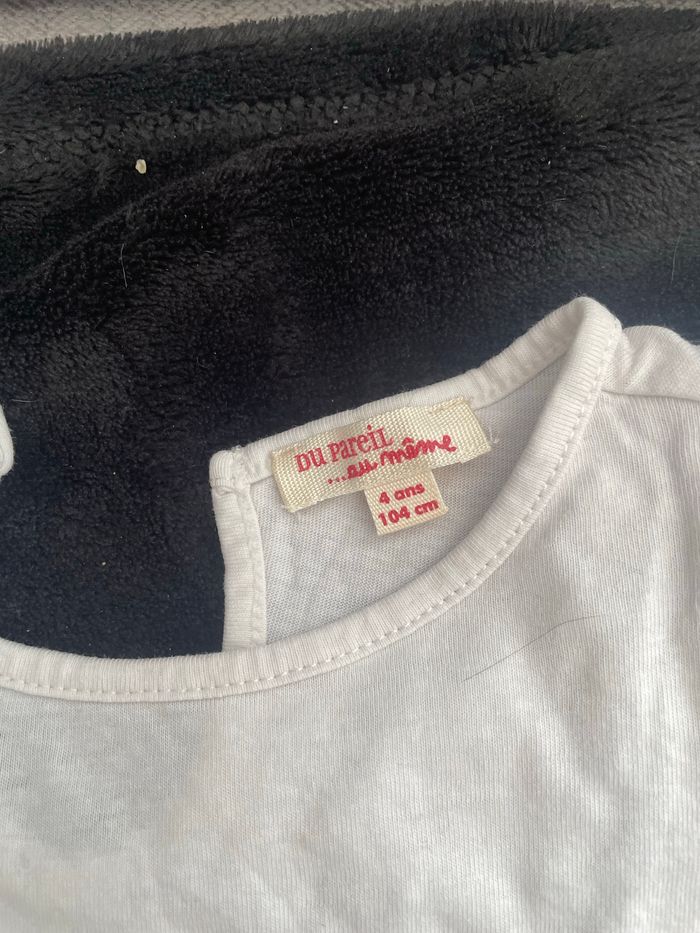 DU PAREIL
...au même
4 ans
104 cm